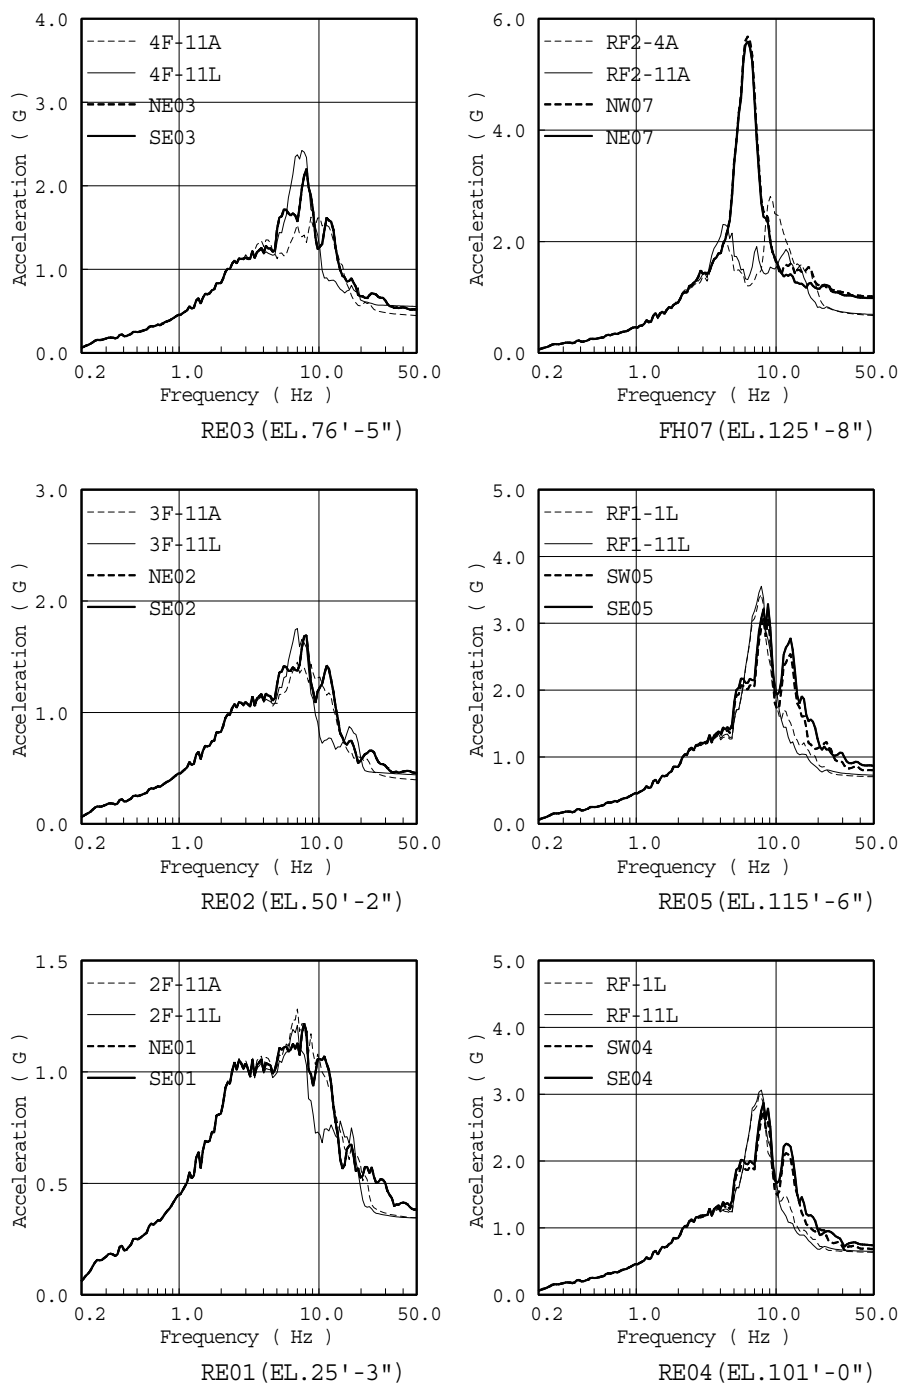 4.0
3.0
2.0
1.0
0.0
Acceleration ( G )
4F-11A
4F-11L
NE03
SE03
0.2 1.0 10.0 50.0
Frequency ( Hz )
RE03(EL.76'-5")
6.0
4.0
2.0
0.0
Acceleration ( G )
RF2-4A
RF2-11A
NW07
NE07
0.2 1.0 10.0 50.0
Frequency ( Hz )
FH07(EL.125'-8")
3.0
2.0
1.0
0.0
Acceleration ( G )
3F-11A
3F-11L
NE02
SE02
0.2 1.0 10.0 50.0
Frequency ( Hz )
RE02(EL.50'-2")
5.0
4.0
3.0
2.0
1.0
0.0
Acceleration ( G )
RF1-1L
RF1-11L
SW05
SE05
0.2 1.0 10.0 50.0
Frequency ( Hz )
RE05(EL.115'-6")
1.5
1.0
0.5
0.0
Acceleration ( G )
2F-11A
2F-11L
NE01
SE01
0.2 1.0 10.0 50.0
Frequency ( Hz )
RE01(EL.25'-3")
5.0
4.0
3.0
2.0
1.0
0.0
Acceleration ( G )
RF-1L
RF-11L
SW04
SE04
0.2 1.0 10.0 50.0
Frequency ( Hz )
RE04(EL.101'-0")